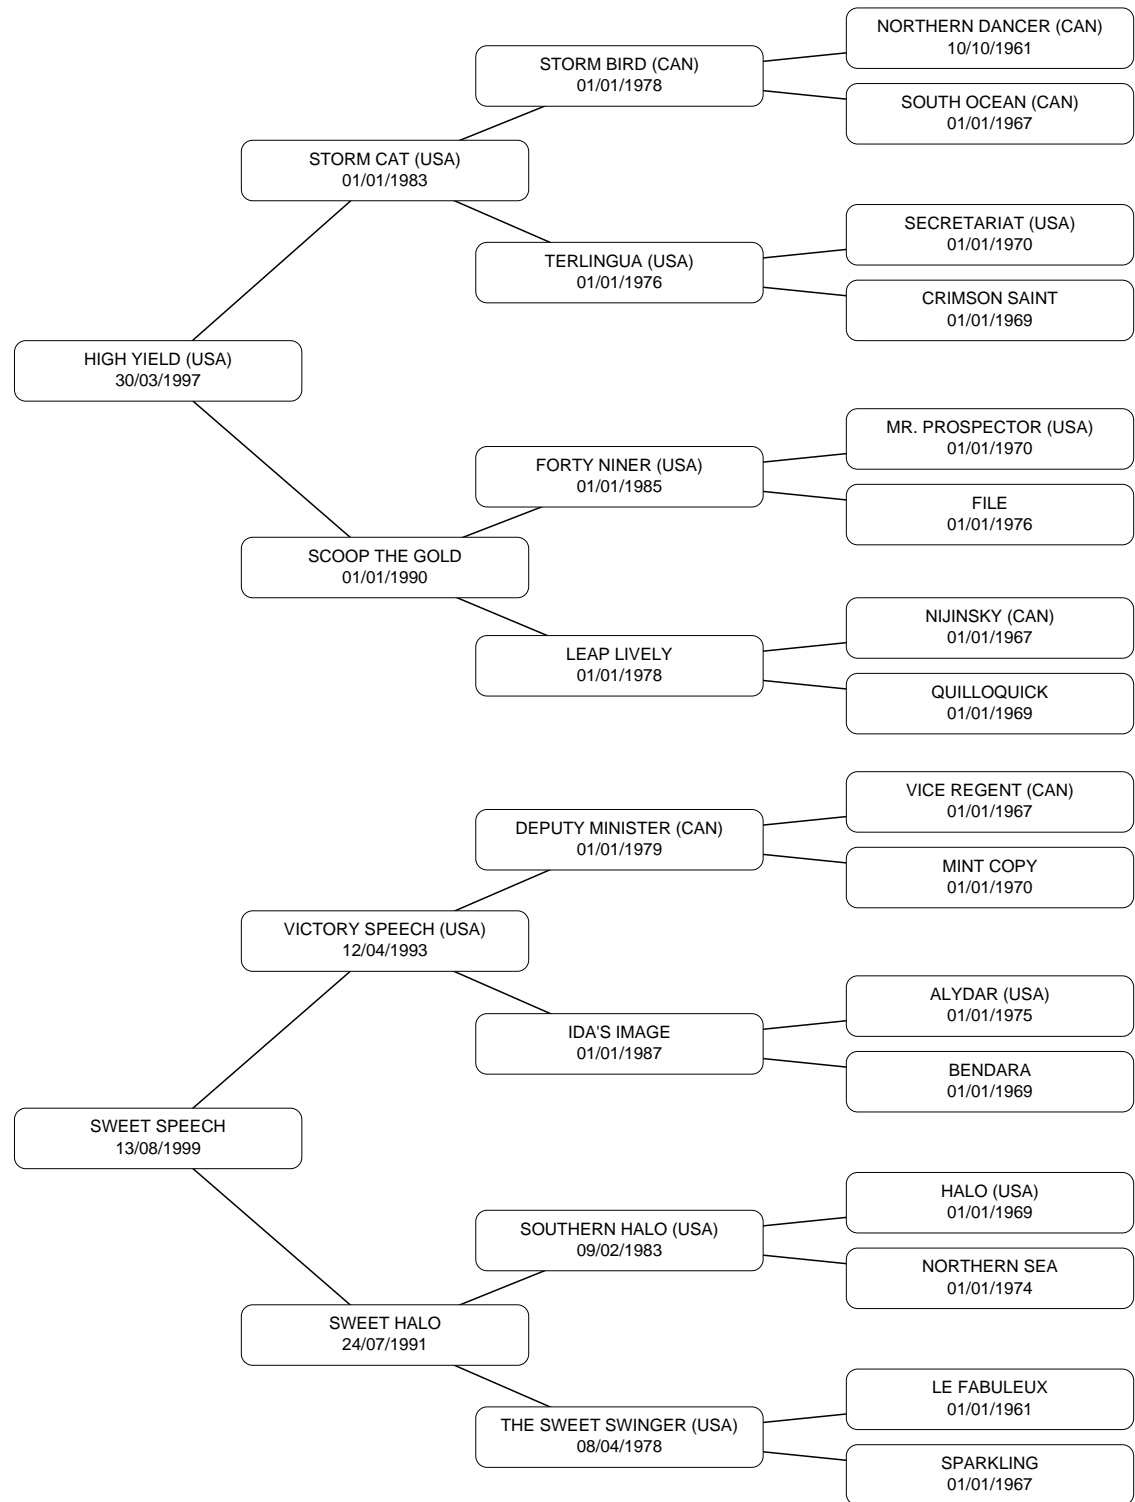 NORTHERN DANCER (CAN)
10/10/1961
STORM BIRD (CAN)
01/01/1978
SOUTH OCEAN (CAN)
01/01/1967
STORM CAT (USA)
01/01/1983
SECRETARIAT (USA)
01/01/1970
TERLINGUA (USA)
01/01/1976
CRIMSON SAINT
01/01/1969
HIGH YIELD (USA)
30/03/1997
MR. PROSPECTOR (USA)
01/01/1970
FORTY NINER (USA)
01/01/1985
FILE
01/01/1976
SCOOP THE GOLD
01/01/1990
NIJINSKY (CAN)
01/01/1967
LEAP LIVELY
01/01/1978
QUILLOQUICK
01/01/1969
VICE REGENT (CAN)
01/01/1967
DEPUTY MINISTER (CAN)
01/01/1979
MINT COPY
01/01/1970
VICTORY SPEECH (USA)
12/04/1993
ALYDAR (USA)
01/01/1975
IDA'S IMAGE
01/01/1987
BENDARA
01/01/1969
SWEET SPEECH
13/08/1999
HALO (USA)
01/01/1969
SOUTHERN HALO (USA)
09/02/1983
NORTHERN SEA
01/01/1974
SWEET HALO
24/07/1991
LE FABULEUX
01/01/1961
THE SWEET SWINGER (USA)
08/04/1978
SPARKLING
01/01/1967